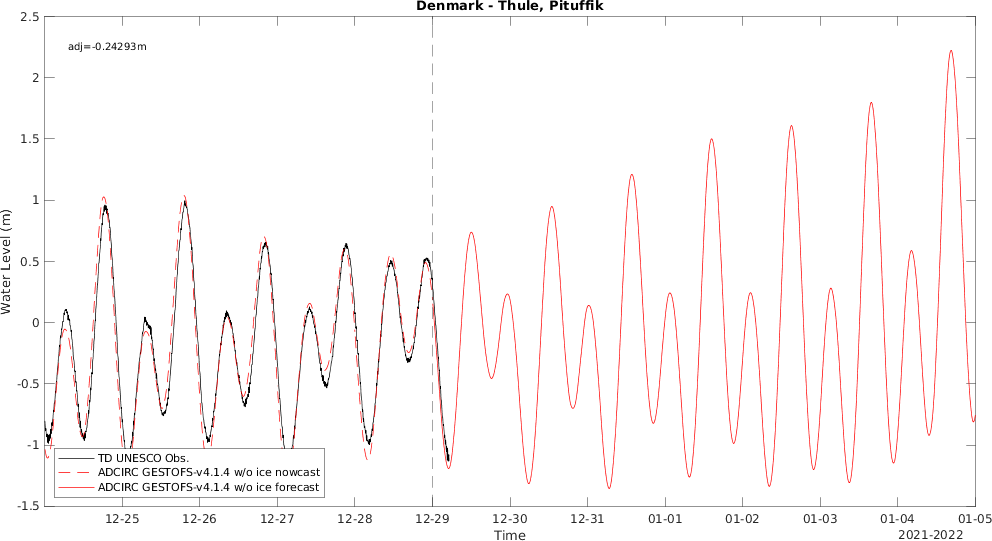 Denmark - Thule, Pituffik
adj=-0.24293m
Water Level (m)
2.5
2
1.5
1
0.5
0
-0.5
-1
-1.5
TD UNESCO Obs.
ADCIRC GESTOFS-v4.1.4 w/o ice nowcast
ADCIRC GESTOFS-v4.1.4 w/o ice forecast
12-25 12-26 12-27 12-28 12-29 12-30 12-31 01-01 01-02 01-03 01-04 01-05
Time
2021-2022